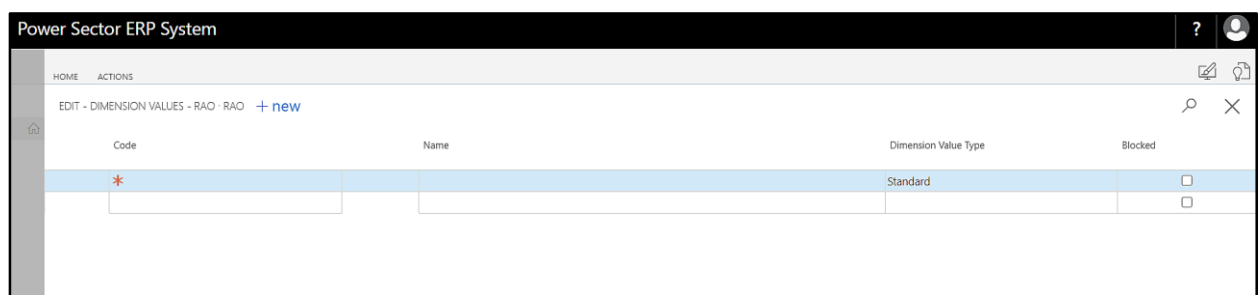 Power Sector ERP System ?
HOME ACTIONS
EDIT - DIMENSION VALUES - RAO · RAO + new
Code Name Dimension Value Type Blocked
* Standard